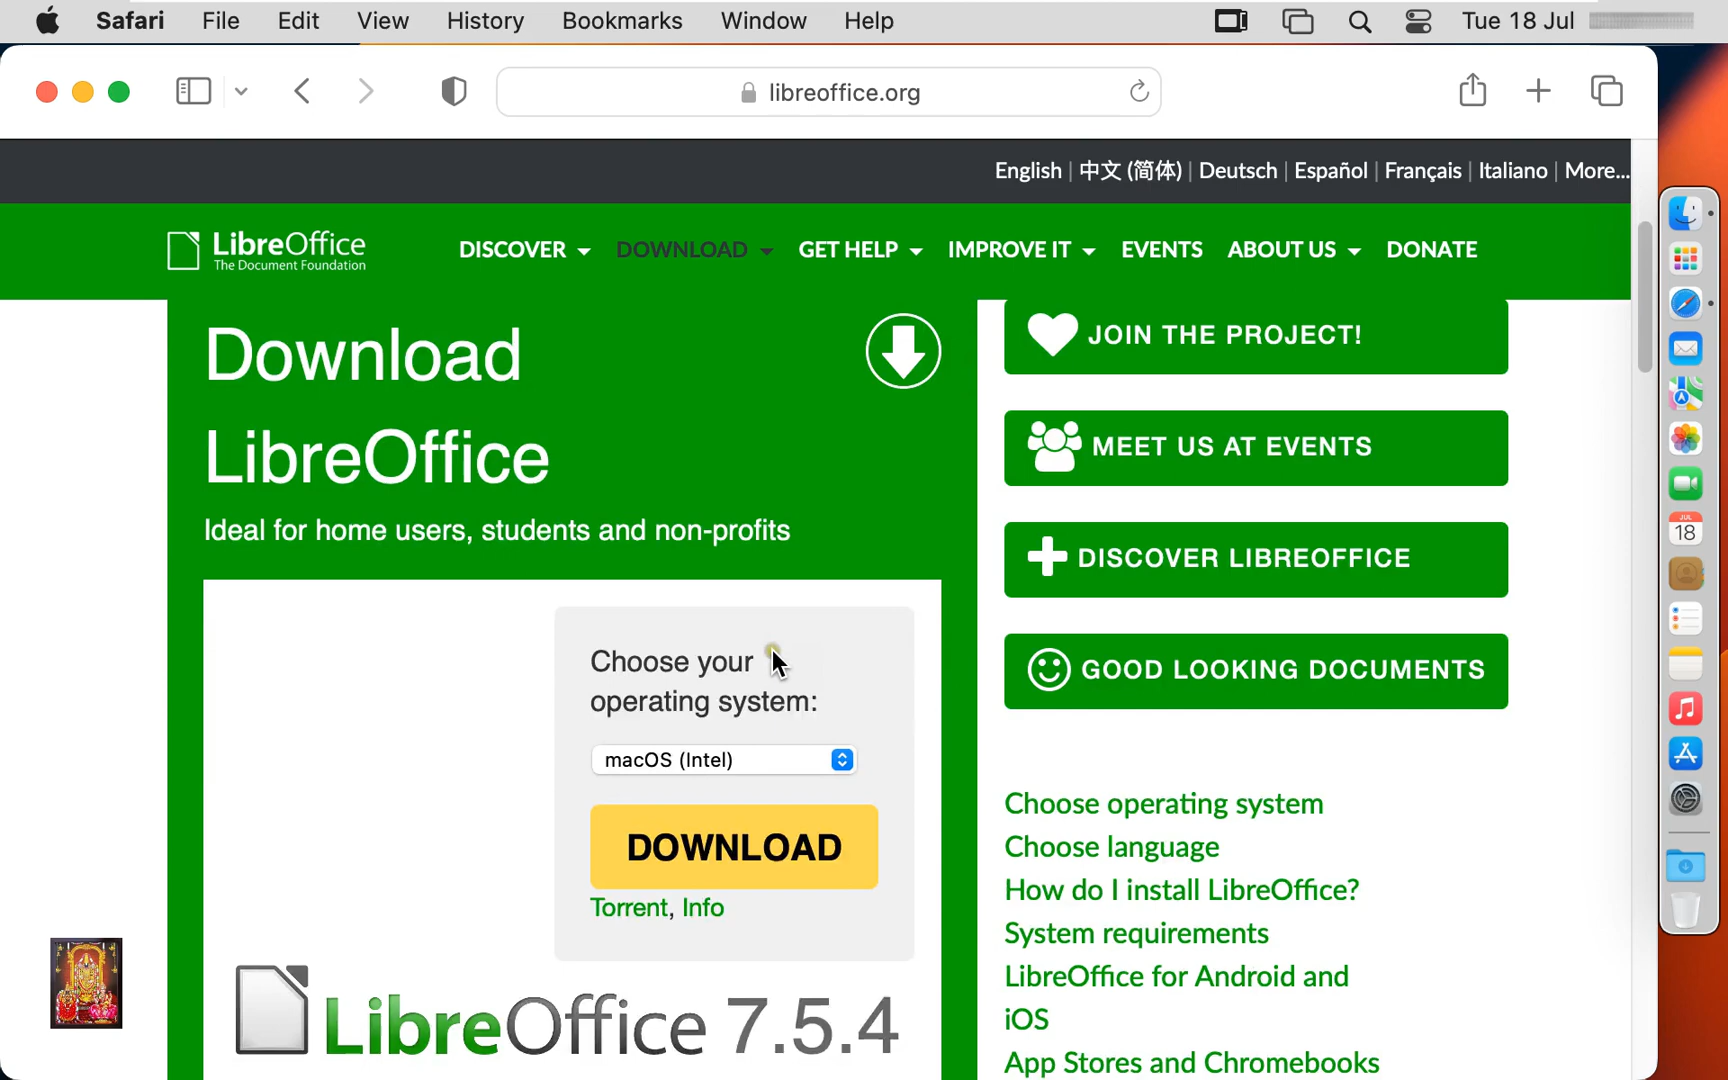 Safari File Edit View History Bookmarks Window Help Tue 18 Jul
libreoffice.org
English | 中文 (简体) | Deutsch | Español | Français | Italiano | More...
LibreOffice
The Document Foundation
DISCOVER DOWNLOAD GET HELP IMPROVE IT EVENTS ABOUT US DONATE
Download
LibreOffice
Ideal for home users, students and non-profits
Choose your
operating system:
macOS (Intel)
DOWNLOAD
Torrent, Info
LibreOffice 7.5.4
JOIN THE PROJECT!
MEET US AT EVENTS
DISCOVER LIBREOFFICE
GOOD LOOKING DOCUMENTS
Choose operating system
Choose language
How do I install LibreOffice?
System requirements
LibreOffice for Android and
iOS
App Stores and Chromebooks
JUL
18